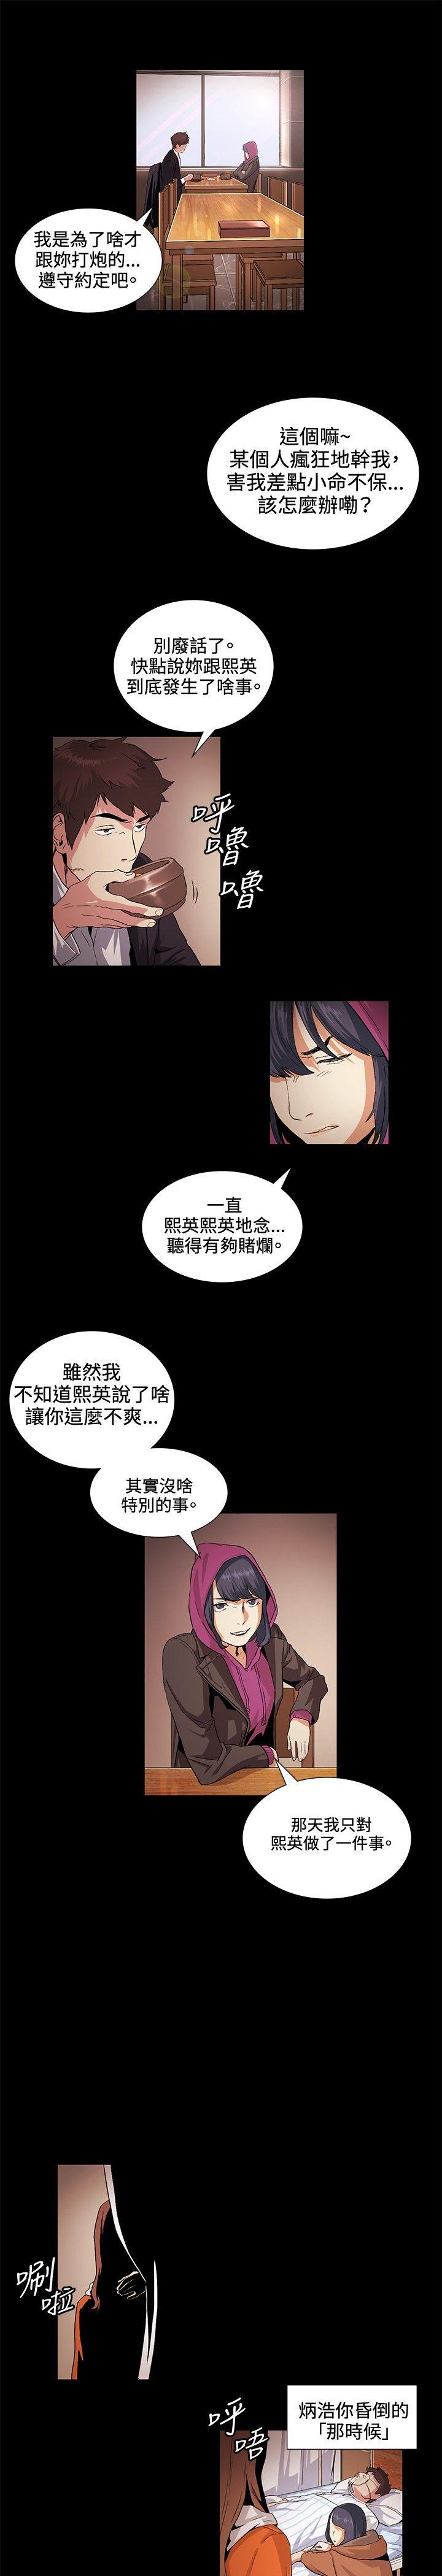 我是為了啥才
跟妳打炮的...
遵守約定吧。
這個嘛~
某個人瘋狂地幹我，
害我差點小命不保...
該怎麼辦嘞？
別廢話了。
快點說妳跟熙英
到底發生了啥事。
呼
嚕
嚕
一直
熙英熙英地念...
聽得有夠賭爛。
雖然我
不知道熙英說了啥
讓你這麼不爽...
其實沒啥
特別的事。
那天我只對
熙英做了一件事。
唰
啦
炳浩你昏倒的
「那時候」
呼
唔